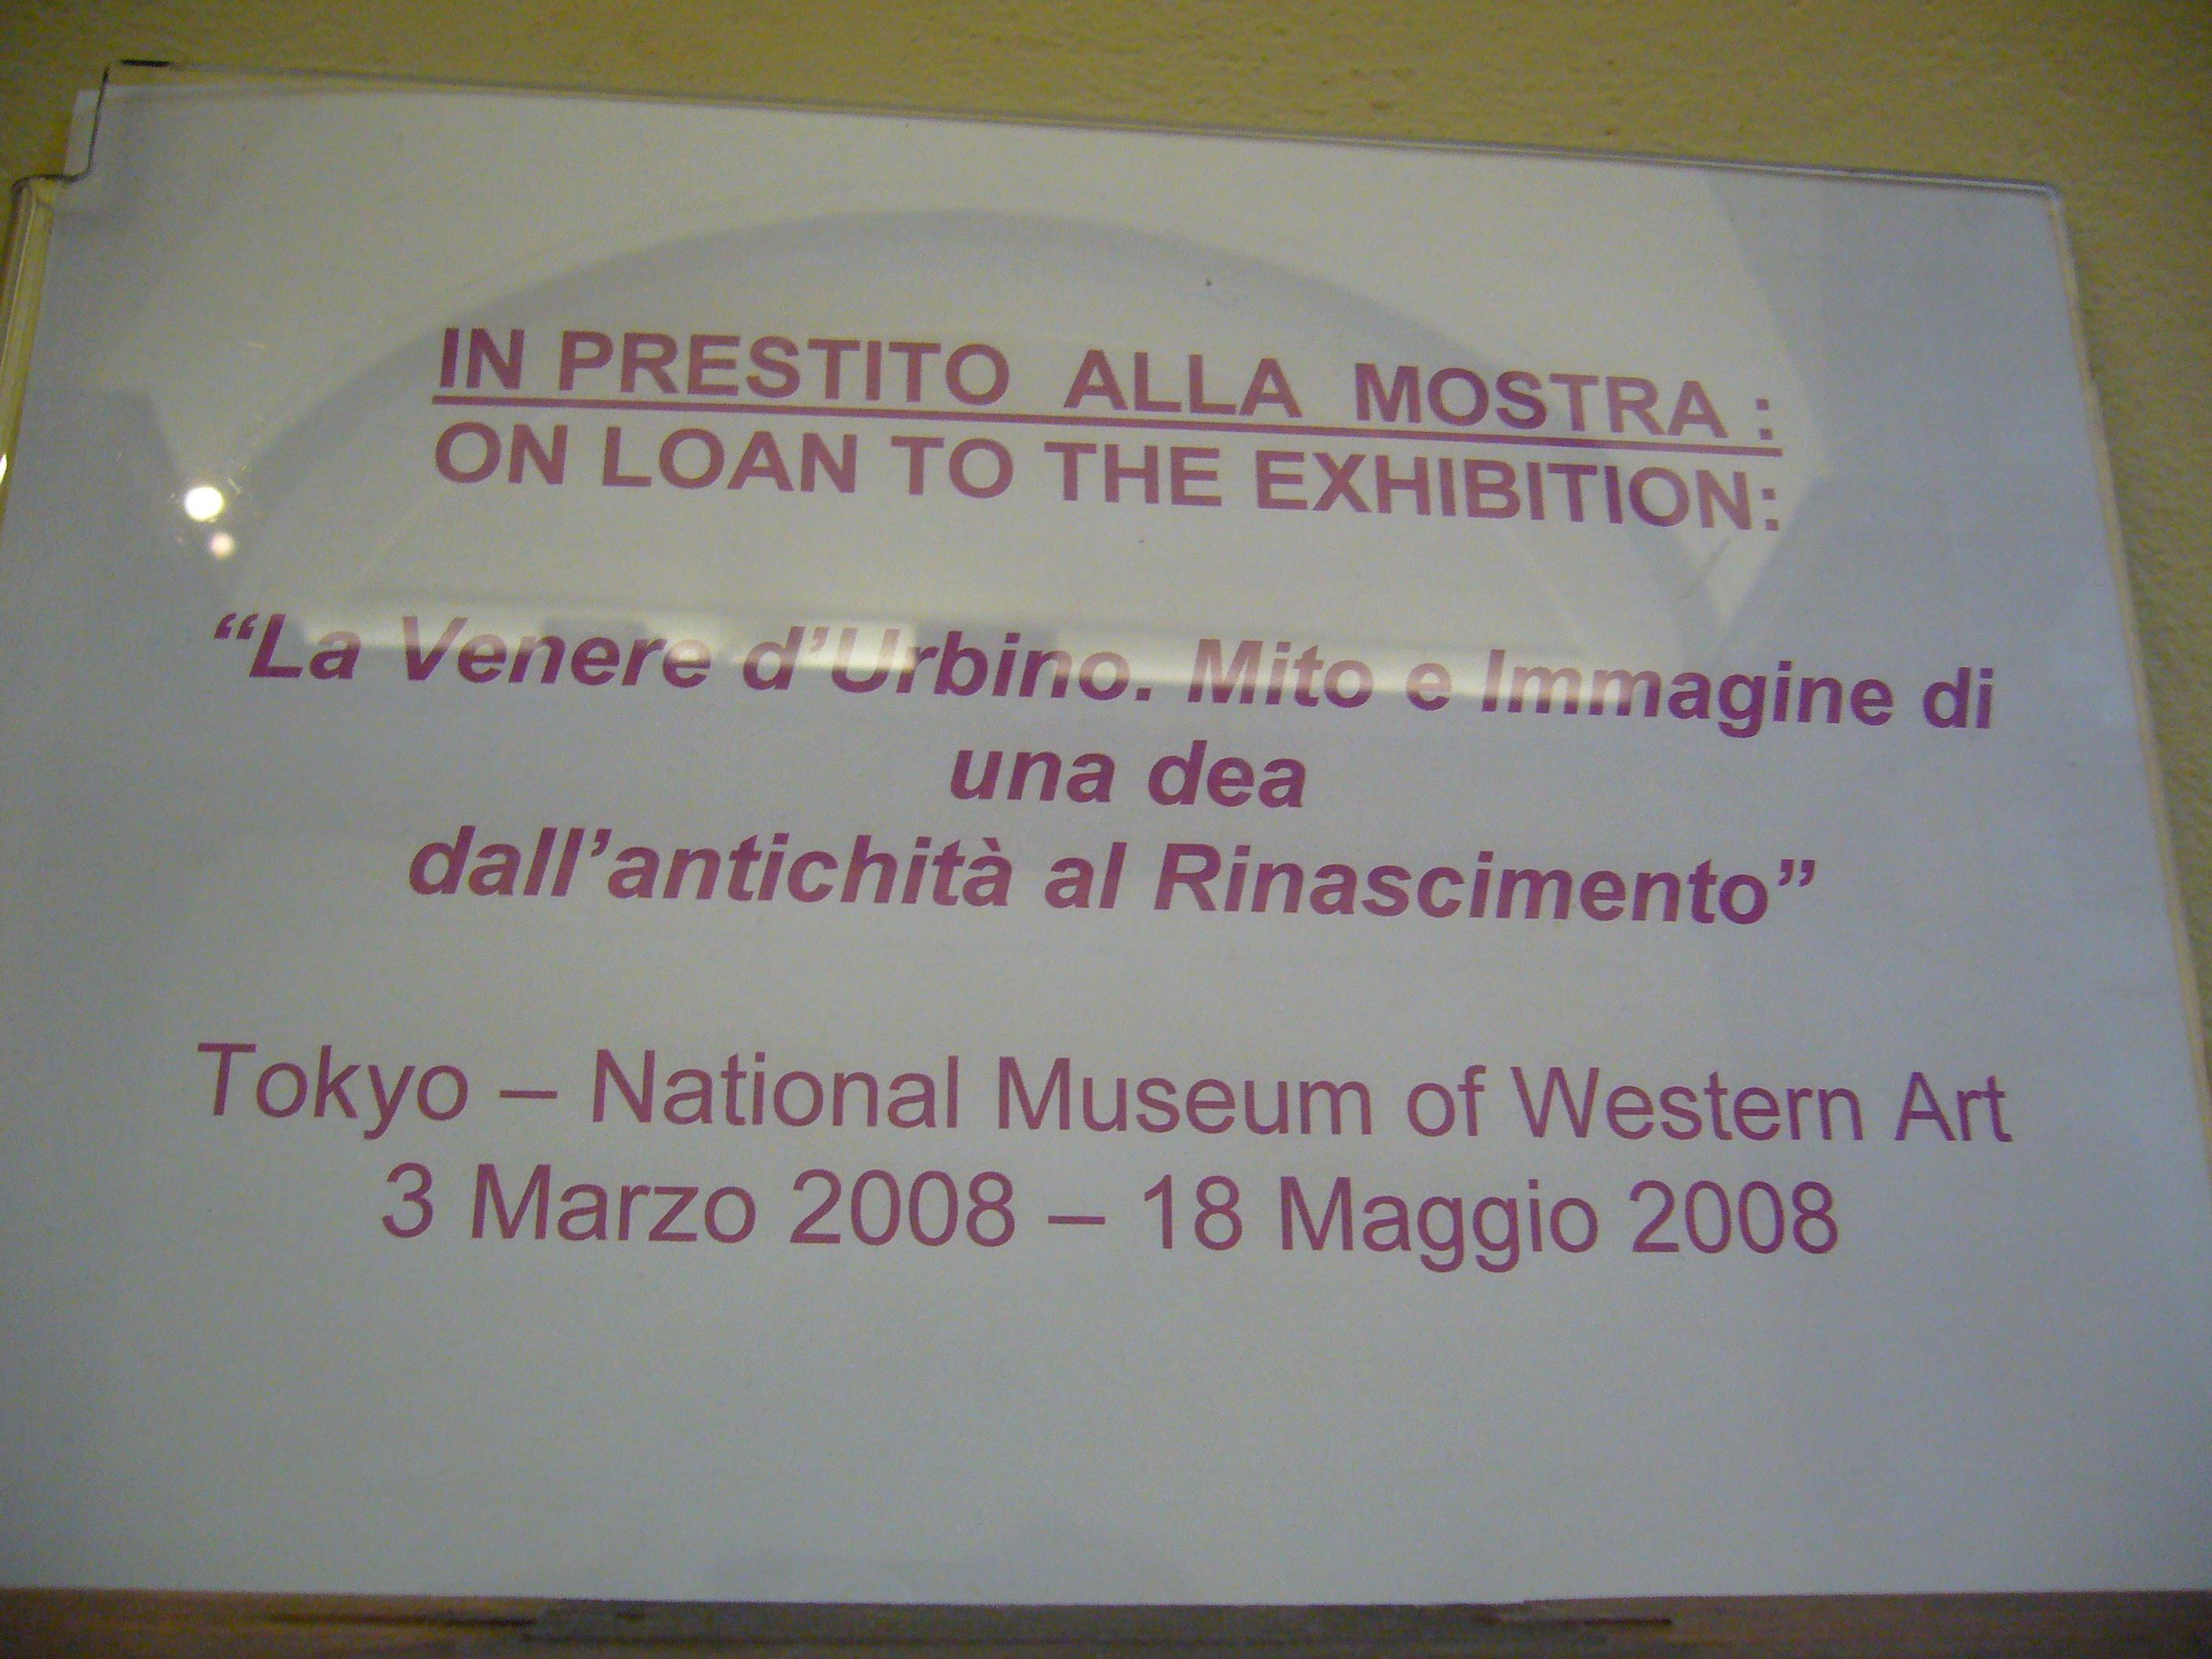 IN PRESTITO ALLA MOSTRA :
ON LOAN TO THE EXHIBITION:
“La Venere d’Urbino. Mito e Immagine di
una dea
dall’antichità al Rinascimento”
Tokyo – National Museum of Western Art
3 Marzo 2008 – 18 Maggio 2008